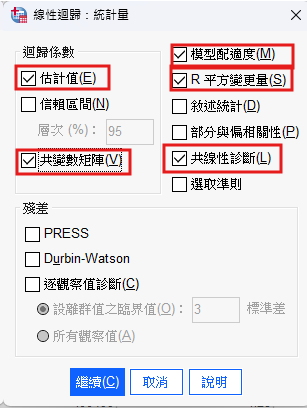 線性迴歸：統計量
迴歸係數
估計值(E)
信賴區間(N)
層次(%)： 95
共變數矩陣(V)
模型配適度(M)
R 平方變更量(S)
敘述統計(D)
部分與偏相關性(P)
共線性診斷(L)
選取準則
殘差
PRESS
Durbin-Watson
逐觀察值診斷(C)
設離群值之臨界值(O)： 3 標準差
所有觀察值(A)
繼續(C) 取消 說明